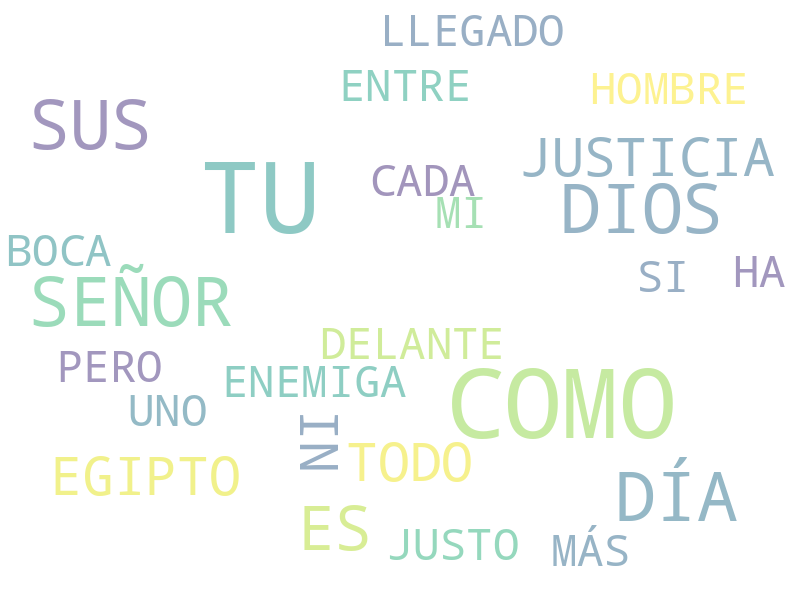 LLEGADO
ENTRE
HOMBRE
SUS
JUSTICIA
TU
CADA
DIOS
MI
BOCA
SI
HA
SEÑOR
DELANTE
PERO
ENEMIGA
COMO
UNO
NI
TODO
EGIPTO
DÍA
ES
JUSTO
MÁS